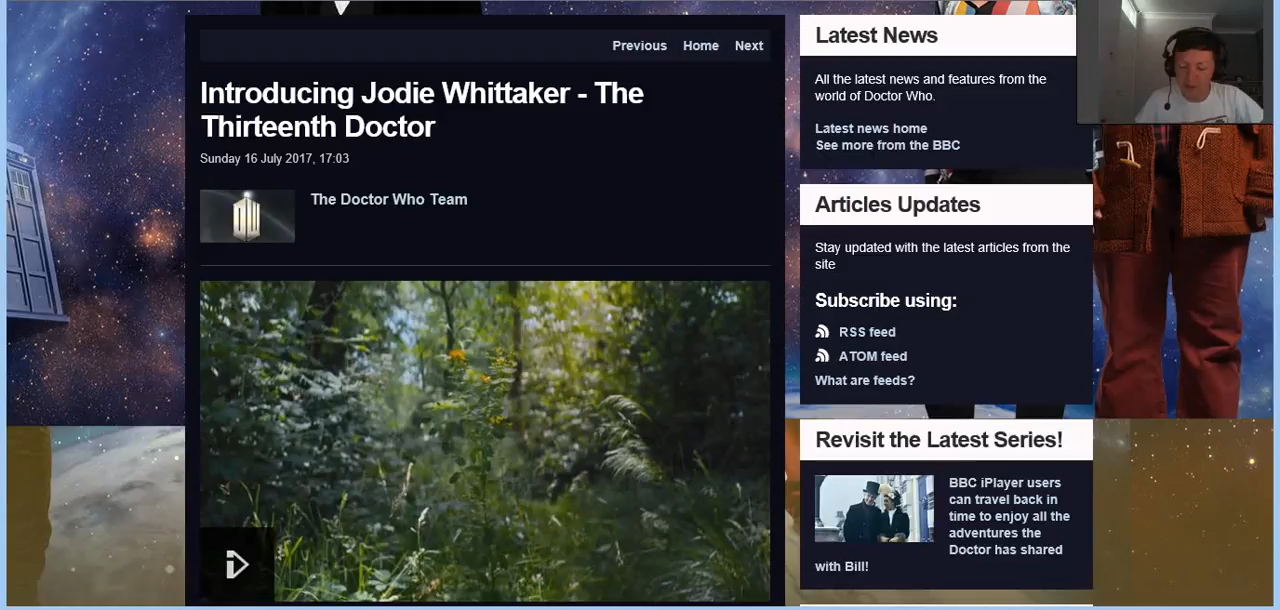 Previous Home Next
Introducing Jodie Whittaker - The
Thirteenth Doctor
Sunday 16 July 2017, 17:03
The Doctor Who Team
Latest News
All the latest news and features from the
world of Doctor Who.
Latest news home
See more from the BBC
Articles Updates
Stay updated with the latest articles from the
site
Subscribe using:
RSS feed
ATOM feed
What are feeds?
Revisit the Latest Series!
BBC iPlayer users
can travel back in
time to enjoy all the
adventures the
Doctor has shared
with Bill!